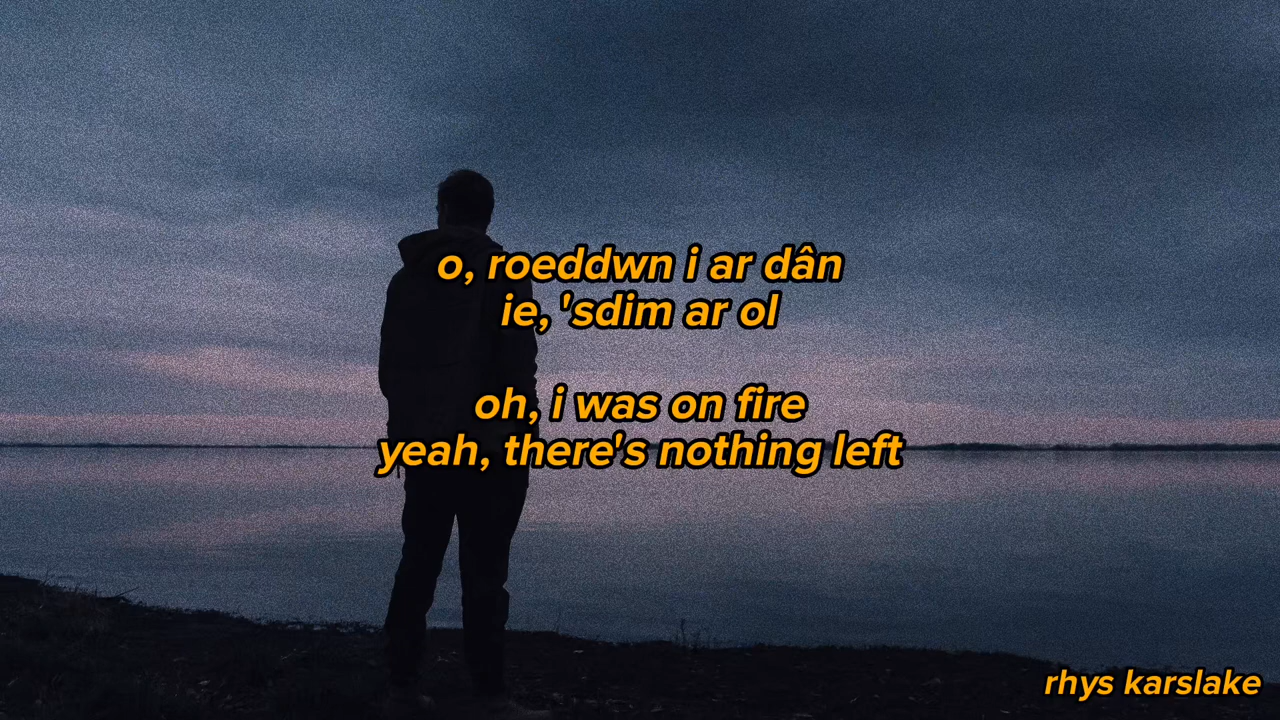 o, roeddwn i ar dân
ie, 'sdim ar ol
oh, i was on fire
yeah, there's nothing left
rhys karslake